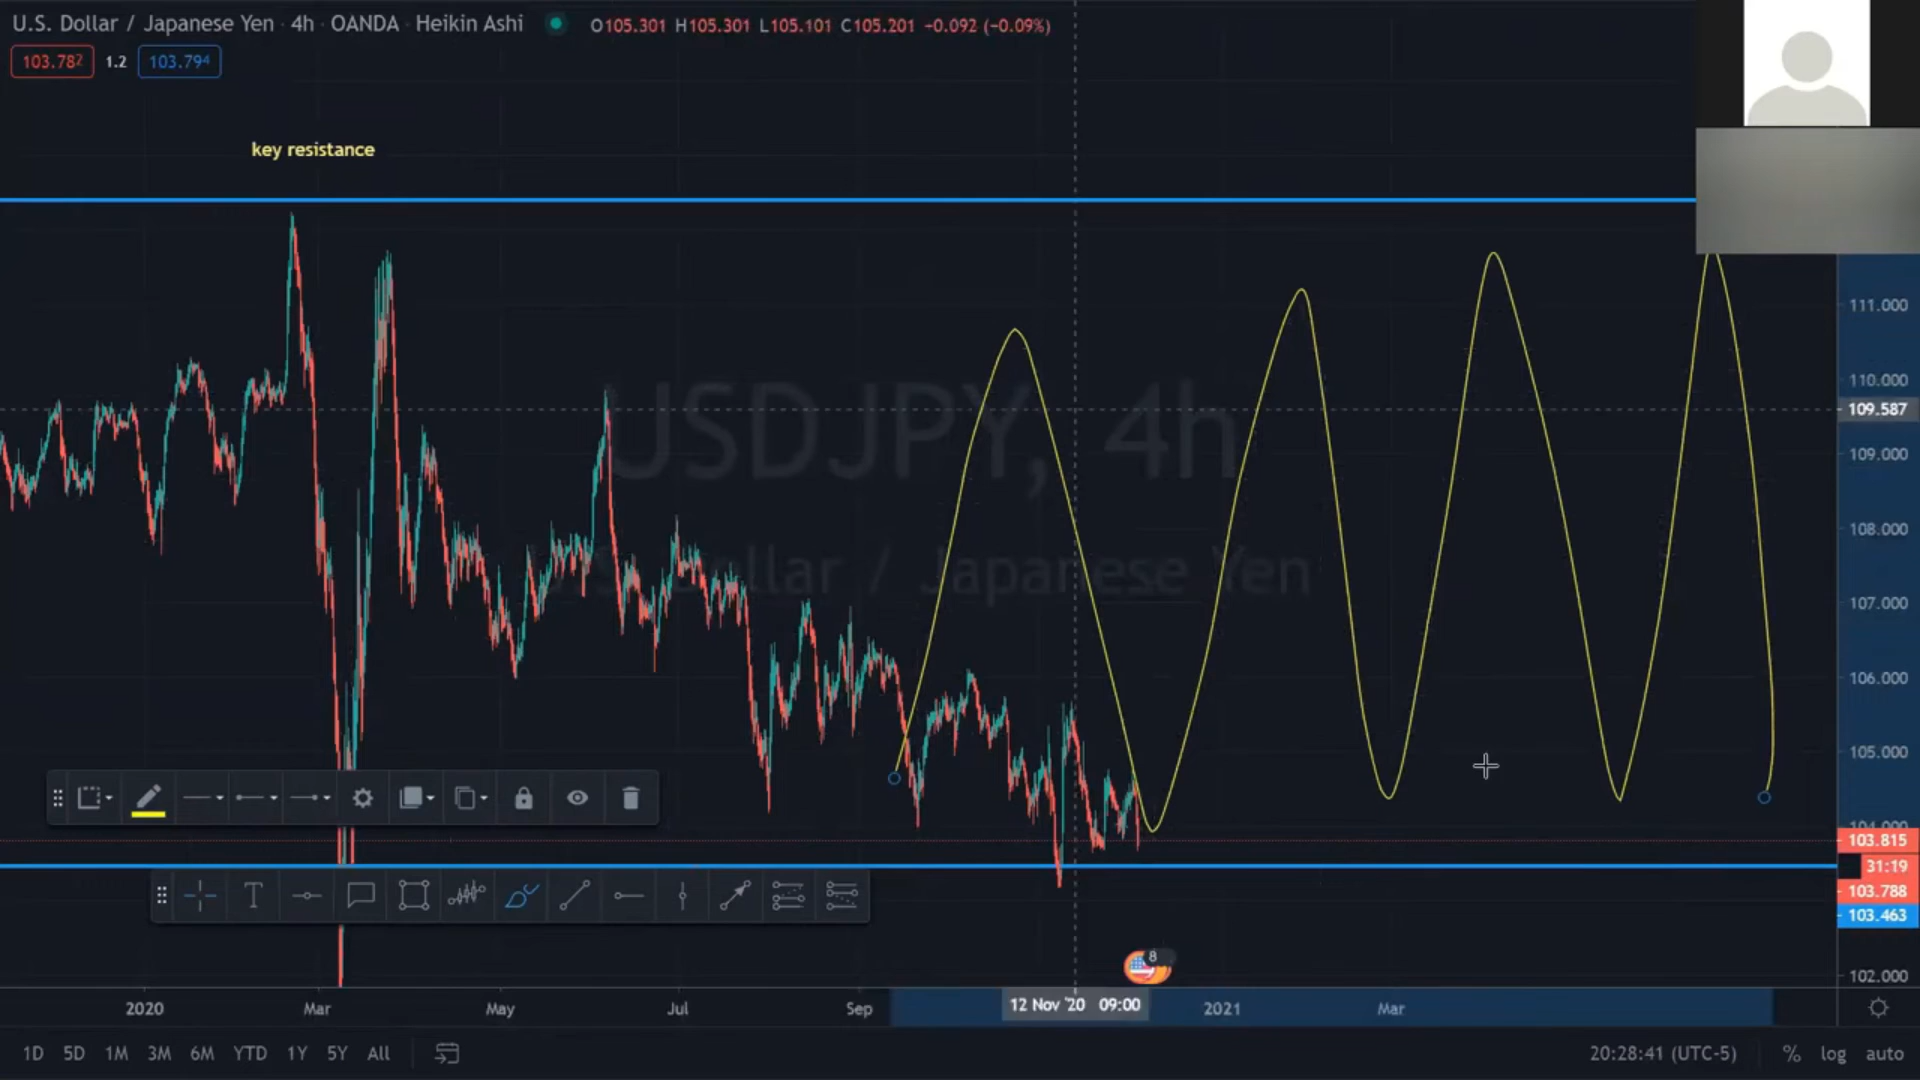 U.S. Dollar / Japanese Yen · 4h · OANDA · Heikin Ashi O105.301 H105.301 L105.101 C105.201 −0.092 (−0.09%)
103.782 1.2 103.794
key resistance
111.000
110.000
109.587
USDJPY, 4h
109.000
108.000
Dollar / Japanese Yen
107.000
106.000
105.000
104.000
103.815
31:19
103.788
103.463
T
8
102.000
2020 Mar May Jul Sep 12 Nov '20 09:00 2021 Mar
1D 5D 1M 3M 6M YTD 1Y 5Y All 20:28:41 (UTC-5) % log auto